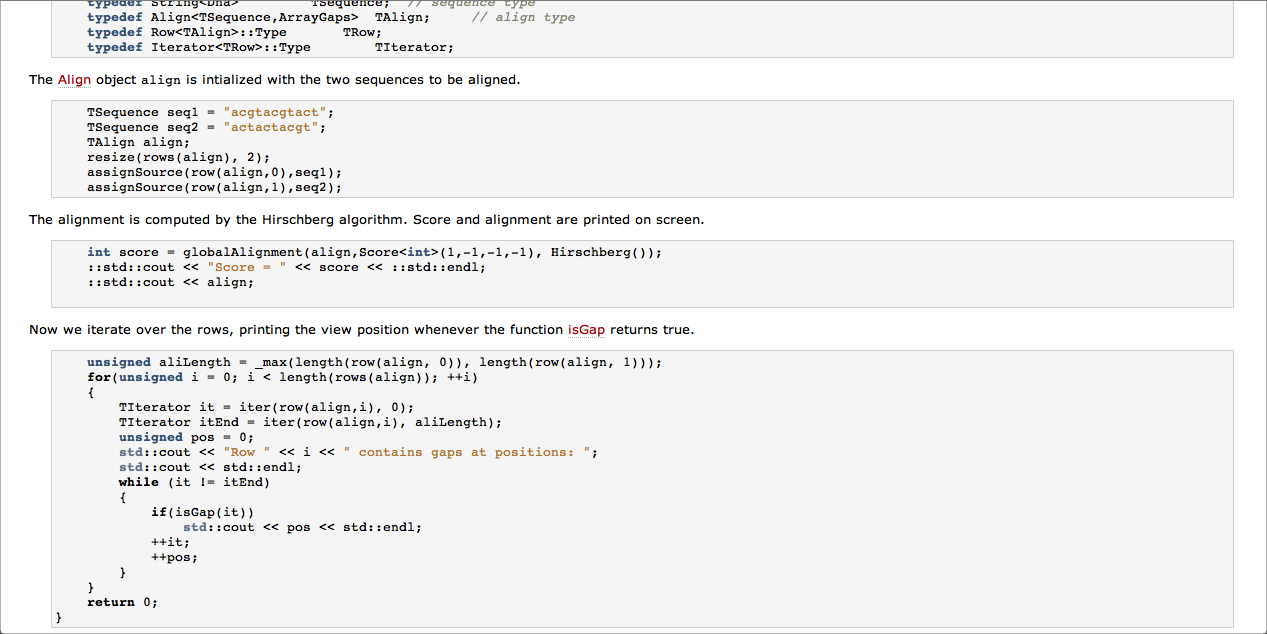 typedef String<Dna>         TSequence;  // sequence type
    typedef Align<TSequence,ArrayGaps>  TAlign;     // align type
    typedef Row<TAlign>::Type       TRow;
    typedef Iterator<TRow>::Type        TIterator;
The Align object align is intialized with the two sequences to be aligned.
    TSequence seq1 = "acgtacgtact";
    TSequence seq2 = "actactacgt";
    TAlign align;
    resize(rows(align), 2);
    assignSource(row(align,0),seq1);
    assignSource(row(align,1),seq2);
The alignment is computed by the Hirschberg algorithm. Score and alignment are printed on screen.
    int score = globalAlignment(align,Score<int>(1,-1,-1,-1), Hirschberg());
    ::std::cout << "Score = " << score << ::std::endl;
    ::std::cout << align;
Now we iterate over the rows, printing the view position whenever the function isGap returns true.
    unsigned aliLength = _max(length(row(align, 0)), length(row(align, 1)));
    for(unsigned i = 0; i < length(rows(align)); ++i)
    {
        TIterator it = iter(row(align,i), 0);
        TIterator itEnd = iter(row(align,i), aliLength);
        unsigned pos = 0;
        std::cout << "Row " << i << " contains gaps at positions: ";
        std::cout << std::endl;
        while (it != itEnd)
        {
            if(isGap(it))
                std::cout << pos << std::endl;
            ++it;
            ++pos;
        }
    }
    return 0;
}